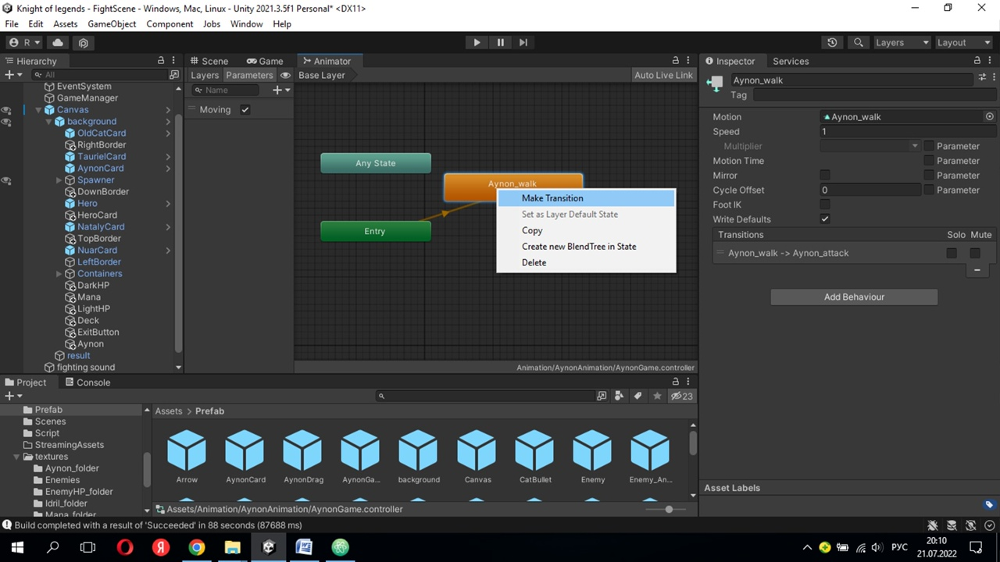 Knight of legends - FightScene - Windows, Mac, Linux - Unity 2021.3.5f1 Personal* <DX11>
File Edit Assets GameObject Component Jobs Window Help
R Layers Layout
Hierarchy
All
EventSystem
GameManager
Canvas
background
OldCatCard
RightBorder
TaurielCard
AynonCard
Spawner
DownBorder
Hero
HeroCard
NatalyCard
TopBorder
NuarCard
LeftBorder
Containers
DarkHP
Mana
LightHP
Deck
ExitButton
Aynon
result
fighting sound
Scene Game Animator
Layers Parameters Base Layer Auto Live Link
Name
Moving
Any State
Aynon_walk
Entry
Make Transition
Set as Layer Default State
Copy
Create new BlendTree in State
Delete
Animation/AynonAnimation/AynonGame.controller
Inspector Services
Aynon_walk
Tag
Motion Aynon_walk
Speed 1
Multiplier Parameter
Motion Time Parameter
Mirror Parameter
Cycle Offset 0 Parameter
Foot IK
Write Defaults
Transitions Solo Mute
Aynon_walk -> Aynon_attack
Add Behaviour
Asset Labels
Project Console
23
Prefab
Scenes
Script
StreamingAssets
textures
Aynon_folder
Enemies
EnemyHP_folder
Idril_folder
Mana_folder
Assets > Prefab
Arrow AynonCard AynonDrag AynonGa... background Canvas CatBullet Enemy Enemy_An...
Assets/Animation/AynonAnimation/AynonGame.controller
Build completed with a result of 'Succeeded' in 88 seconds (87688 ms)
РУС
20:10
21.07.2022